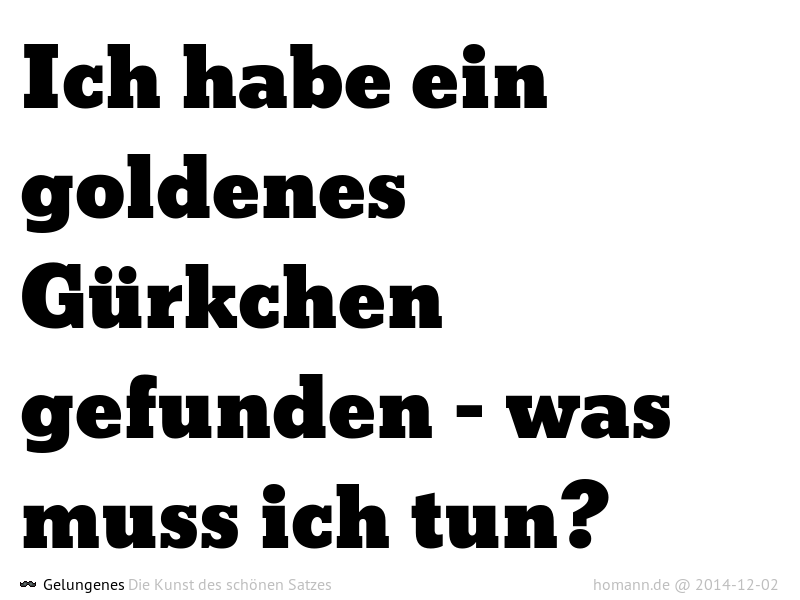 Ich habe ein
goldenes
Gürkchen
gefunden - was
muss ich tun?
Gelungenes Die Kunst des schönen Satzes homann.de @ 2014-12-02